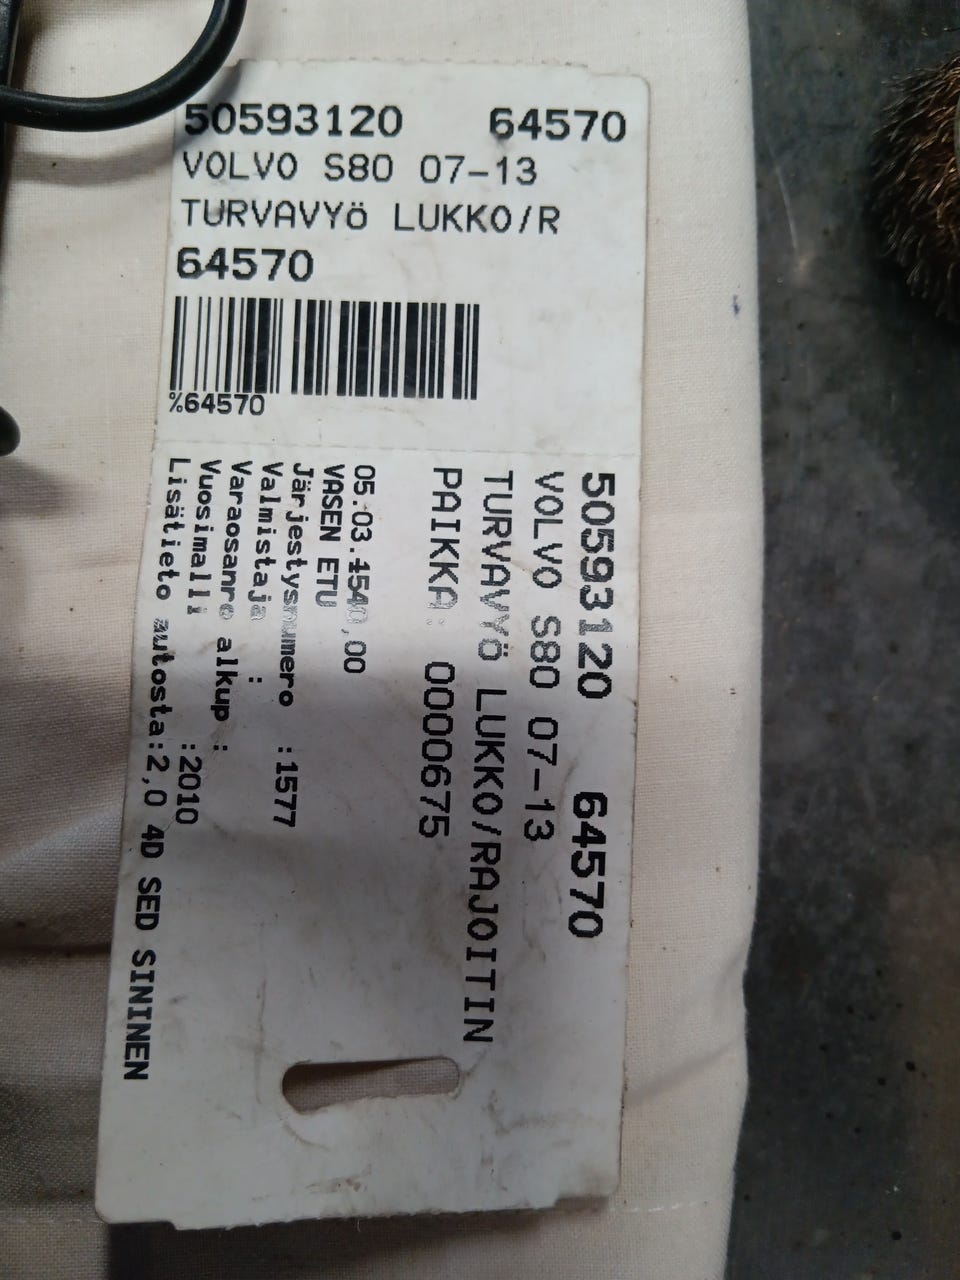 50593120 64570
VOLVO S80 07-13
TURVAVYÖ LUKKO/R
64570
%64570
50593120 64570
VOLVO S80 07-13
TURVAVYÖ LUKKO/RAJOITIN
PAIKKA: 0000675
05.03.
VASEN ETU
Järjestysnumero :1577
Valmistaja :
Varaosanro alkup :
Vuosimalli :2010
Lisätieto autosta:2,0 4D SED SININEN